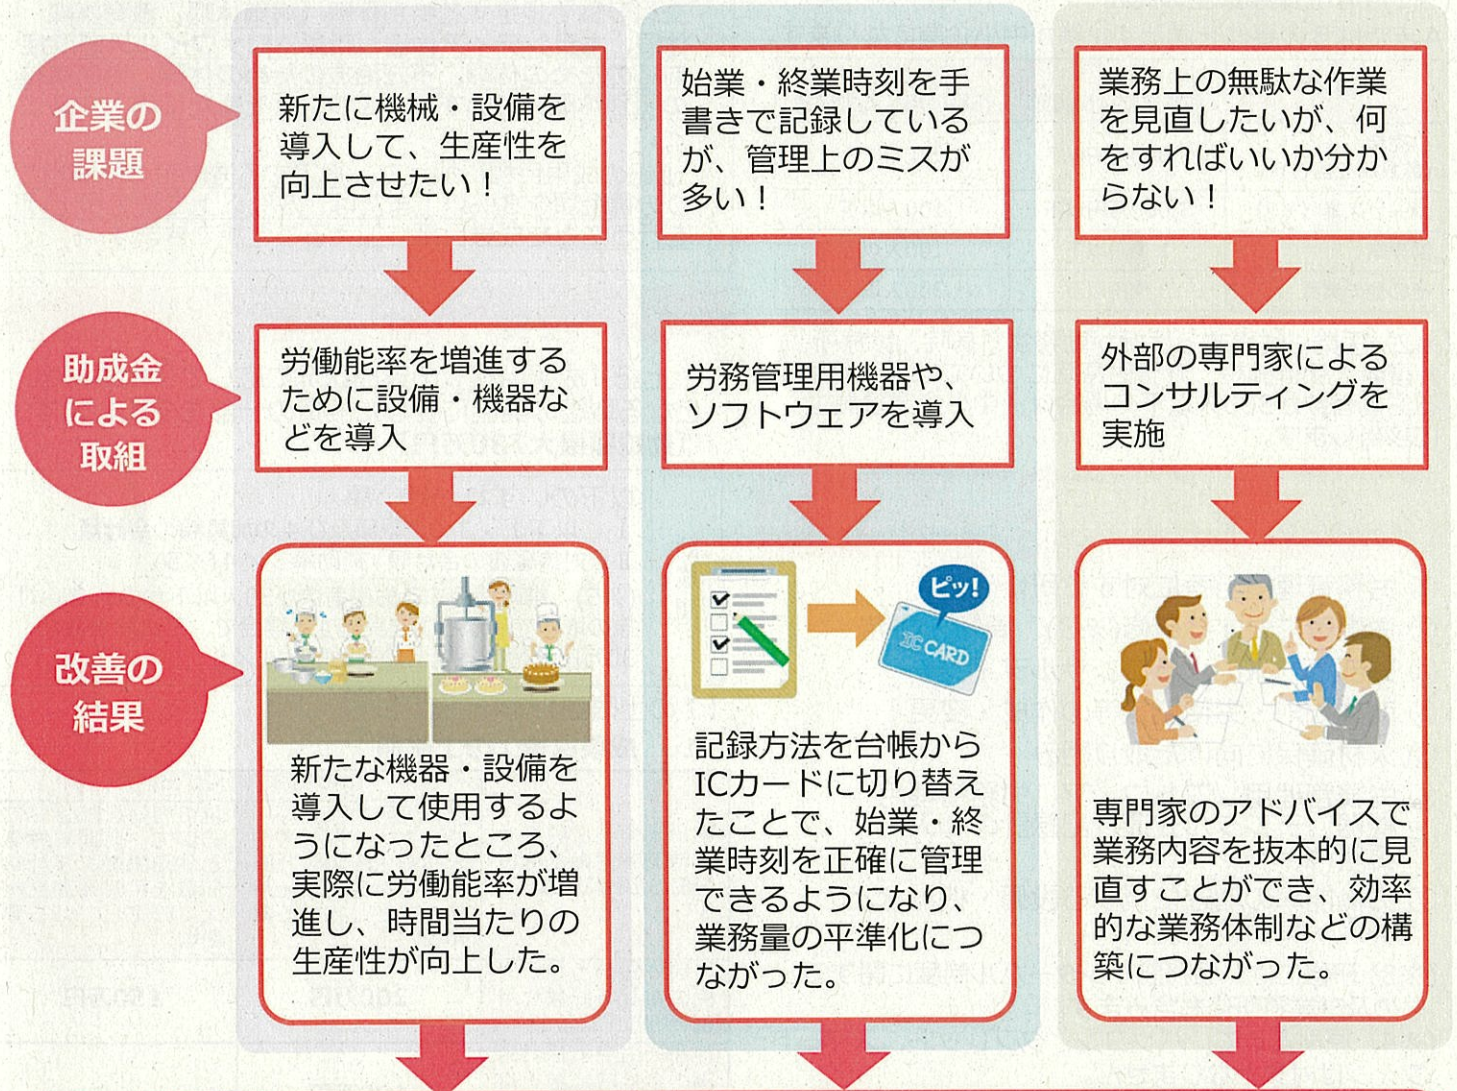 企業の
課題
新たに機械・設備を
導入して、生産性を
向上させたい！
始業・終業時刻を手
書きで記録している
が、管理上のミスが
多い！
業務上の無駄な作業
を見直したいが、何
をすればいいか分か
らない！
助成金
による
取組
労働能率を増進する
ために設備・機器な
どを導入
労務管理用機器や、
ソフトウェアを導入
外部の専門家による
コンサルティングを
実施
改善の
結果
新たな機器・設備を
導入して使用するよ
うになったところ、
実際に労働能率が増
進し、時間当たりの
生産性が向上した。
ピッ!
IC CARD
記録方法を台帳から
ICカードに切り替え
たことで、始業・終
業時刻を正確に管理
できるようになり、
業務量の平準化につ
ながった。
専門家のアドバイスで
業務内容を抜本的に見
直すことができ、効率
的な業務体制などの構
築につながった。